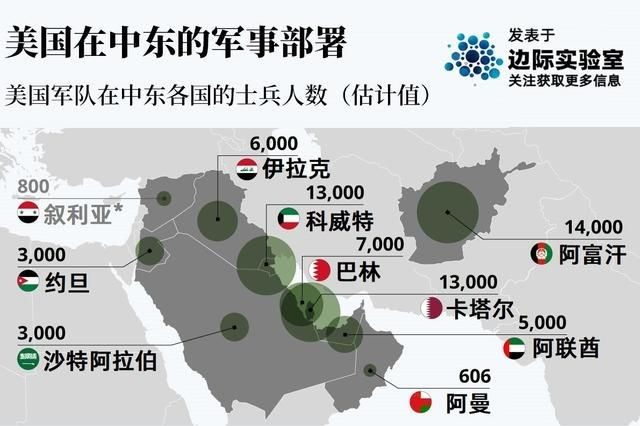 美国在中东的军事部署
发表于
边际实验室
关注获取更多信息
美国军队在中东各国的士兵人数（估计值）
6,000
伊拉克
13,000
科威特
800
叙利亚*
7,000
巴林
14,000
阿富汗
3,000
约旦
13,000
卡塔尔
3,000
沙特阿拉伯
5,000
阿联酋
606
阿曼